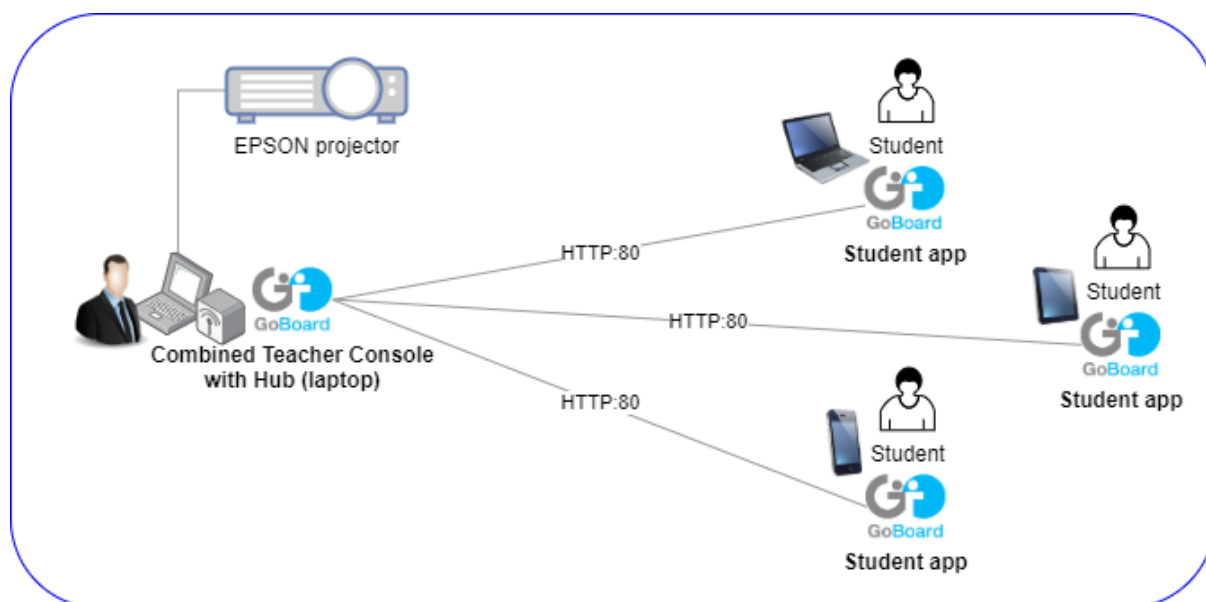 EPSON projector
Student
GoBoard
Student app
HTTP:80
Student
GoBoard
Student app
HTTP:80
GoBoard
Combined Teacher Console
with Hub (laptop)
HTTP:80
Student
GoBoard
Student app